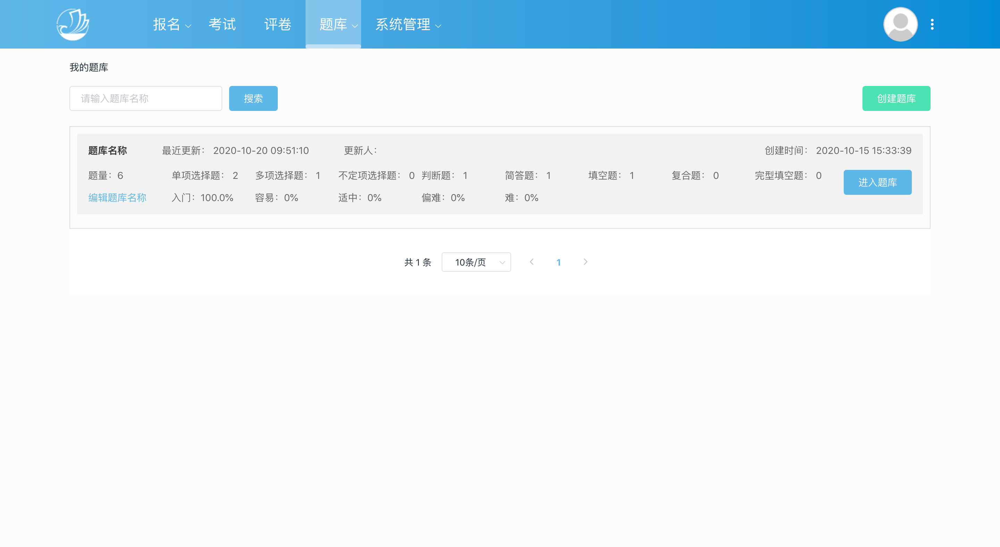 报名 考试 评卷 题库 系统管理
我的题库
请输入题库名称 搜索 创建题库
题库名称 最近更新： 2020-10-20 09:51:10 更新人： 创建时间： 2020-10-15 15:33:39
题量：6 单项选择题： 2 多项选择题： 1 不定项选择题： 0 判断题： 1 简答题： 1 填空题： 1 复合题： 0 完型填空题： 0 进入题库
编辑题库名称 入门：100.0% 容易：0% 适中：0% 偏难：0% 难：0%
共 1 条 10条/页 1